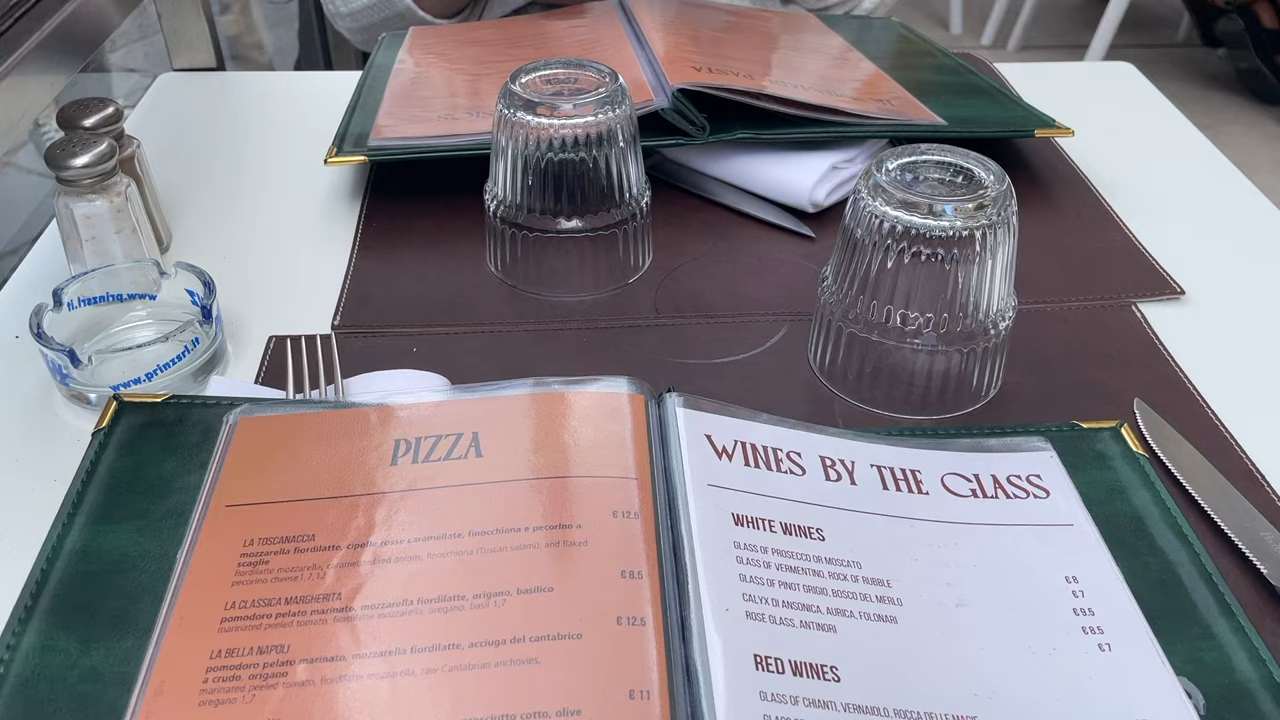 PASTA
www.prinzsrl.it
www.prinzsrl.it
PIZZA
€ 12.5
LA TOSCANACCIA
mozzarella fiordilatte, cipolle rosse caramellate, finocchiona e pecorino a
scaglie
fiordilatte mozzarella, caramelized red onions, finocchiona (Tuscan salami), and flaked
pecorino cheese1,7,12
€ 8.5
LA CLASSICA MARGHERITA
pomodoro pelato marinato, mozzarella fiordilatte, origano, basilico
marinated peeled tomato, fiordilatte mozzarella, oregano, basil 1,7
€ 12.5
LA BELLA NAPOLI
pomodoro pelato marinato, mozzarella fiordilatte, acciuga del cantabrico
a crudo, origano
marinated peeled tomato, fiordilatte mozzarella, raw Cantabrian anchovies,
oregano 1,7
€ 11
prosciutto cotto, olive
WINES BY THE GLASS
WHITE WINES
GLASS OF PROSECCO OR MOSCATO
GLASS OF VERMENTINO, ROCK OF RUBBLE € 8
GLASS OF PINOT GRIGIO, BOSCO DEL MERLO € 7
CALYX DI ANSONICA, AURICA, FOLONARI € 9.5
ROSÉ GLASS, ANTINORI € 8.5
€ 7
RED WINES
GLASS OF CHIANTI, VERNAIOLO, ROCCA DELLE MACIE